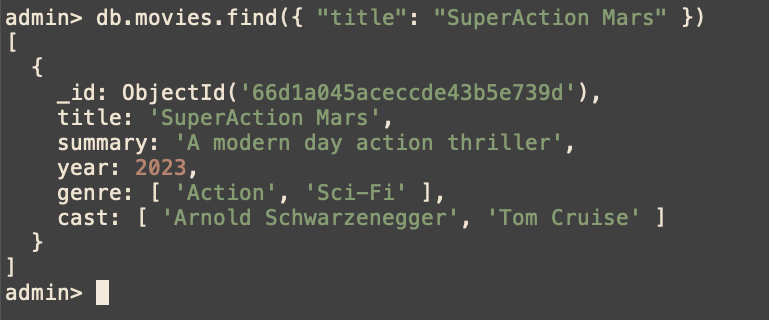 admin> db.movies.find({ "title": "SuperAction Mars" })
[
  {
    _id: ObjectId('66d1a045aceccde43b5e739d'),
    title: 'SuperAction Mars',
    summary: 'A modern day action thriller',
    year: 2023,
    genre: [ 'Action', 'Sci-Fi' ],
    cast: [ 'Arnold Schwarzenegger', 'Tom Cruise' ]
  }
]
admin>